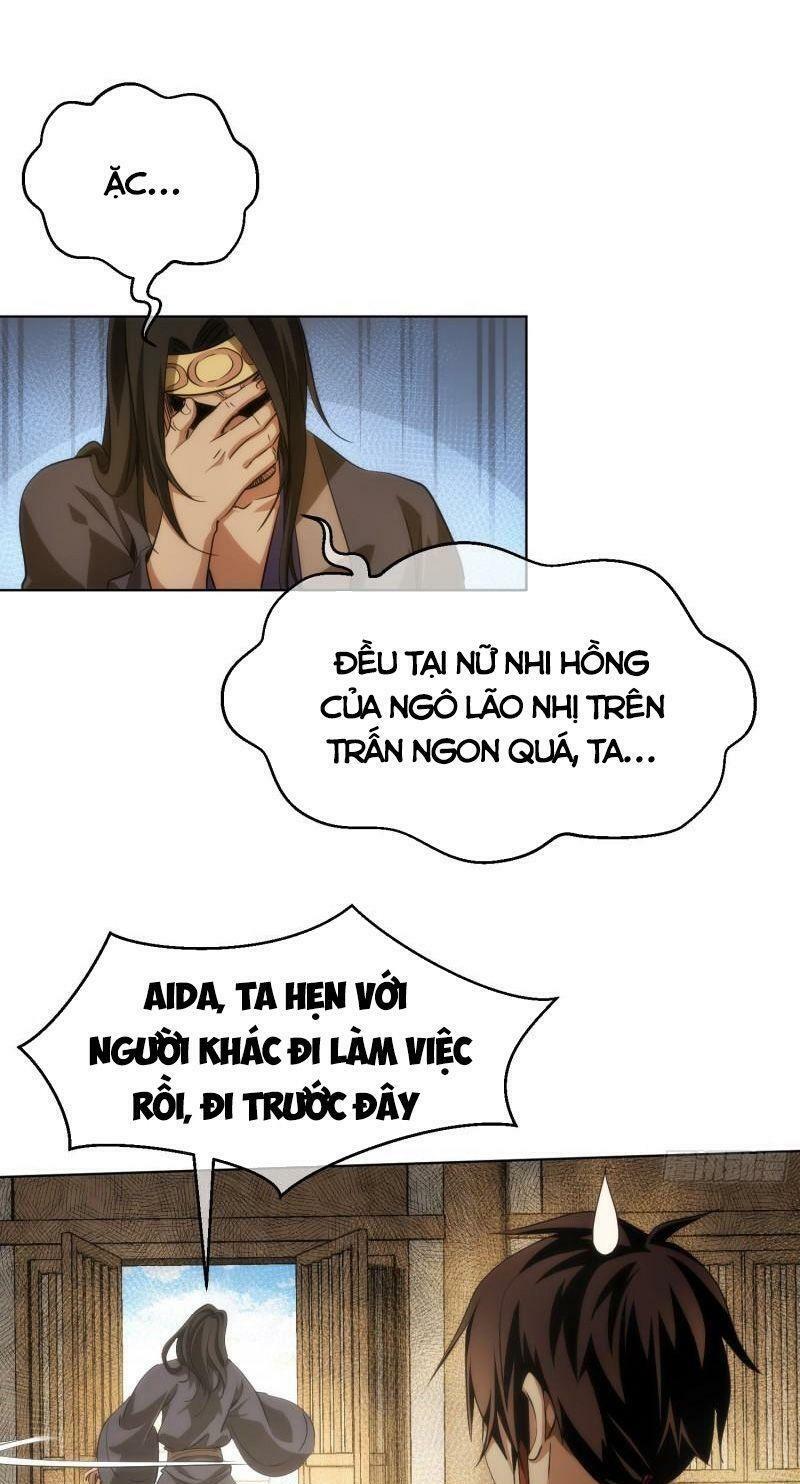 ẶC...
ĐỀU TẠI NỮ NHI HỒNG
CỦA NGÔ LÃO NHỊ TRÊN
TRẤN NGON QUÁ, TA...
AIDA, TA HẸN VỚI
NGƯỜI KHÁC ĐI LÀM VIỆC
RỒI, ĐI TRƯỚC ĐÂY